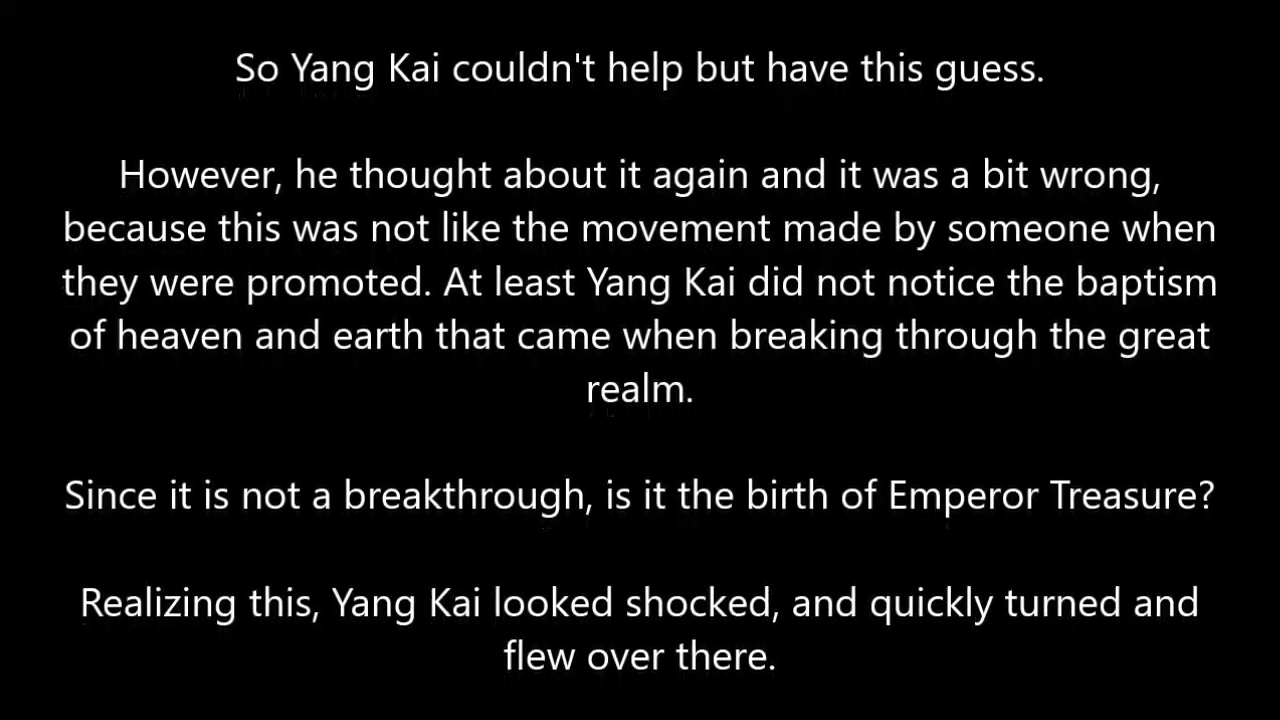 So Yang Kai couldn't help but have this guess.
However, he thought about it again and it was a bit wrong,
because this was not like the movement made by someone when
they were promoted. At least Yang Kai did not notice the baptism
of heaven and earth that came when breaking through the great
realm.
Since it is not a breakthrough, is it the birth of Emperor Treasure?
Realizing this, Yang Kai looked shocked, and quickly turned and
flew over there.